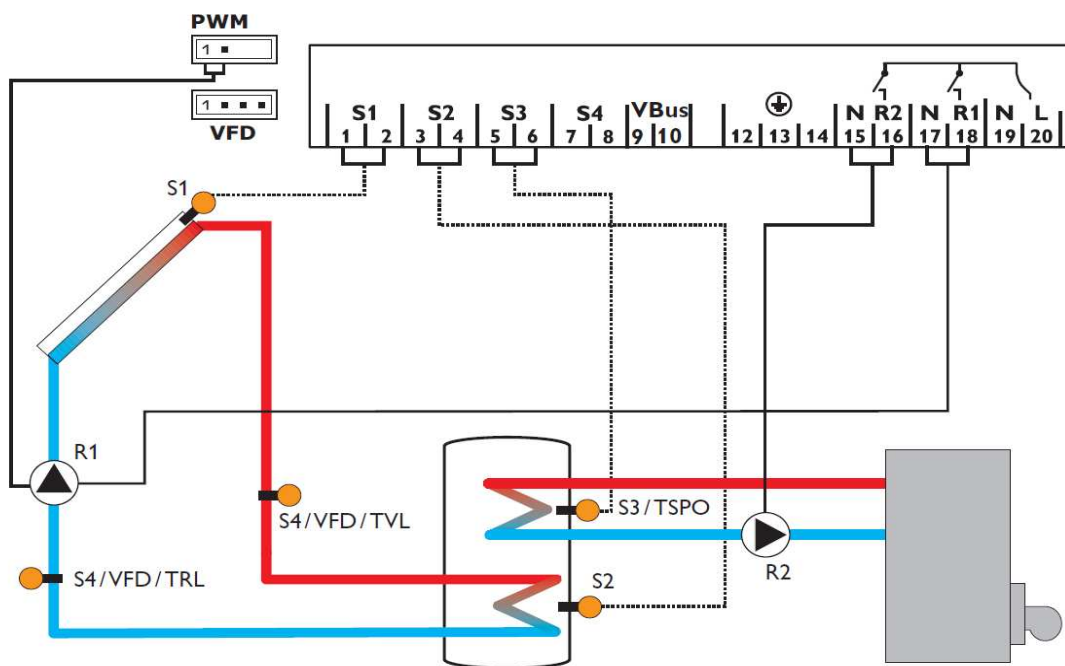 PWM
1
1
VFD
S1 S2 S3 S4 VBus N R2 N R1 N L
1 2 3 4 5 6 7 8 9 10 12 13 14 15 16 17 18 19 20
S1
R1
S4/VFD/TVL
S3/TSPO
R2
S4/VFD/TRL
S2